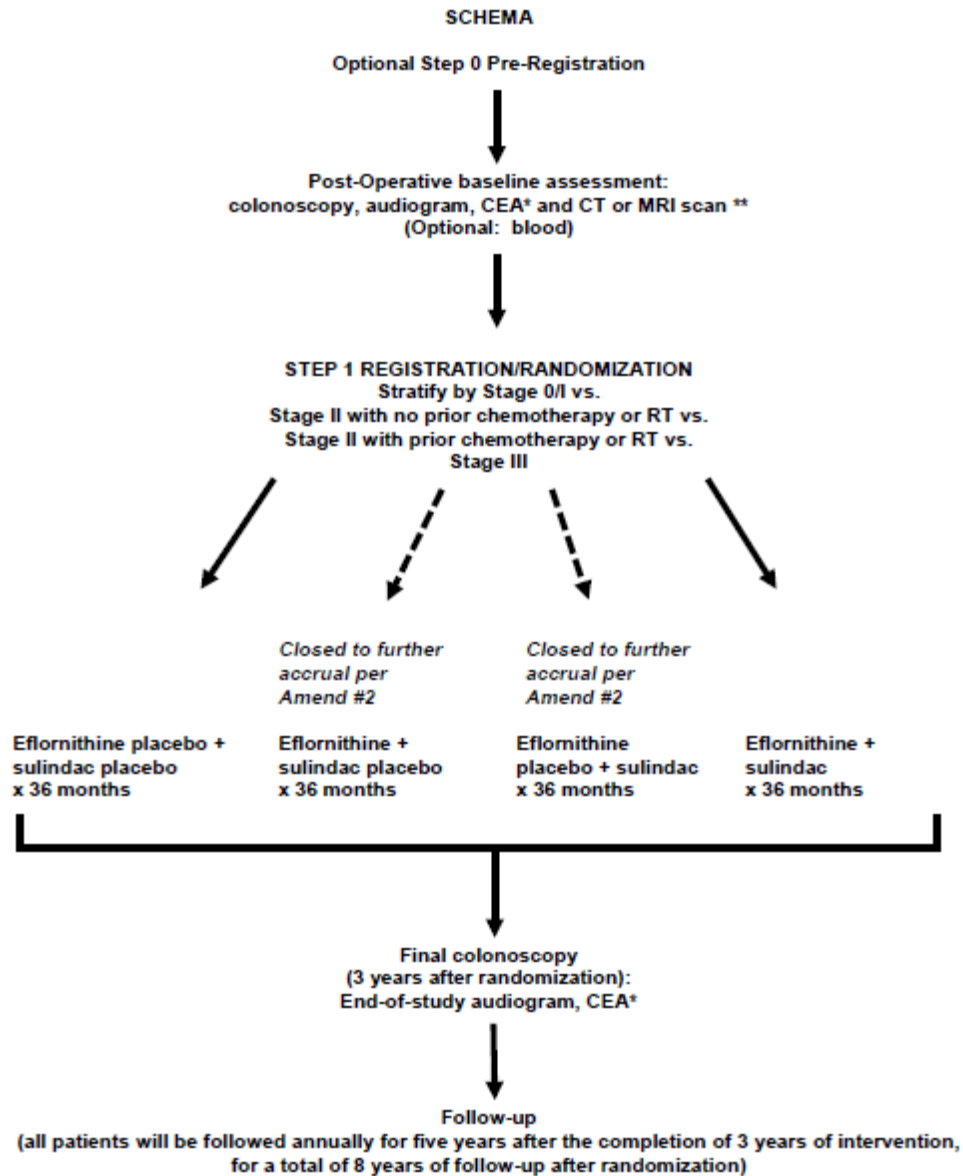 SCHEMA
Optional Step 0 Pre-Registration
Post-Operative baseline assessment:
colonoscopy, audiogram, CEA* and CT or MRI scan **
(Optional: blood)
STEP 1 REGISTRATION/RANDOMIZATION
Stratify by Stage 0/I vs.
Stage II with no prior chemotherapy or RT vs.
Stage II with prior chemotherapy or RT vs.
Stage III
Closed to further
accrual per
Amend #2
Closed to further
accrual per
Amend #2
Eflornithine placebo +
sulindac placebo
x 36 months
Eflornithine +
sulindac placebo
x 36 months
Eflornithine
placebo + sulindac
x 36 months
Eflornithine +
sulindac
x 36 months
Final colonoscopy
(3 years after randomization):
End-of-study audiogram, CEA*
Follow-up
(all patients will be followed annually for five years after the completion of 3 years of intervention,
for a total of 8 years of follow-up after randomization)